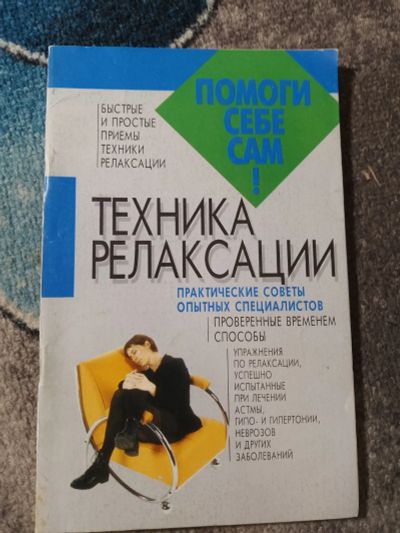 ПОМОГИ
СЕБЕ
САМ
!
БЫСТРЫЕ
И ПРОСТЫЕ
ПРИЕМЫ
ТЕХНИКИ
РЕЛАКСАЦИИ
ТЕХНИКА
РЕЛАКСАЦИИ
ПРАКТИЧЕСКИЕ СОВЕТЫ
ОПЫТНЫХ СПЕЦИАЛИСТОВ
ПРОВЕРЕННЫЕ ВРЕМЕНЕМ
СПОСОБЫ
УПРАЖНЕНИЯ
ПО РЕЛАКСАЦИИ,
УСПЕШНО
ИСПЫТАННЫЕ
ПРИ ЛЕЧЕНИИ
АСТМЫ,
ГИПО- И ГИПЕРТОНИИ,
НЕВРОЗОВ
И ДРУГИХ
ЗАБОЛЕВАНИЙ